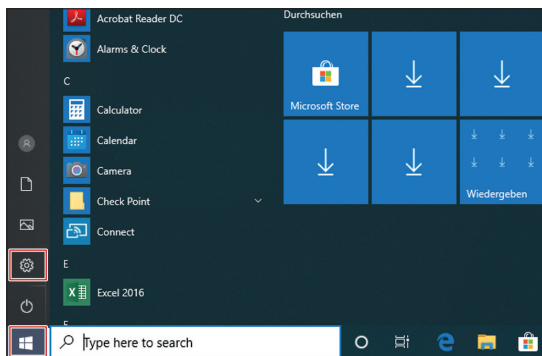 Acrobat Reader DC
Alarms & Clock
C
Calculator
Calendar
Camera
Check Point
Connect
E
Excel 2016
Durchsuchen
Microsoft Store
Wiedergeben
Type here to search